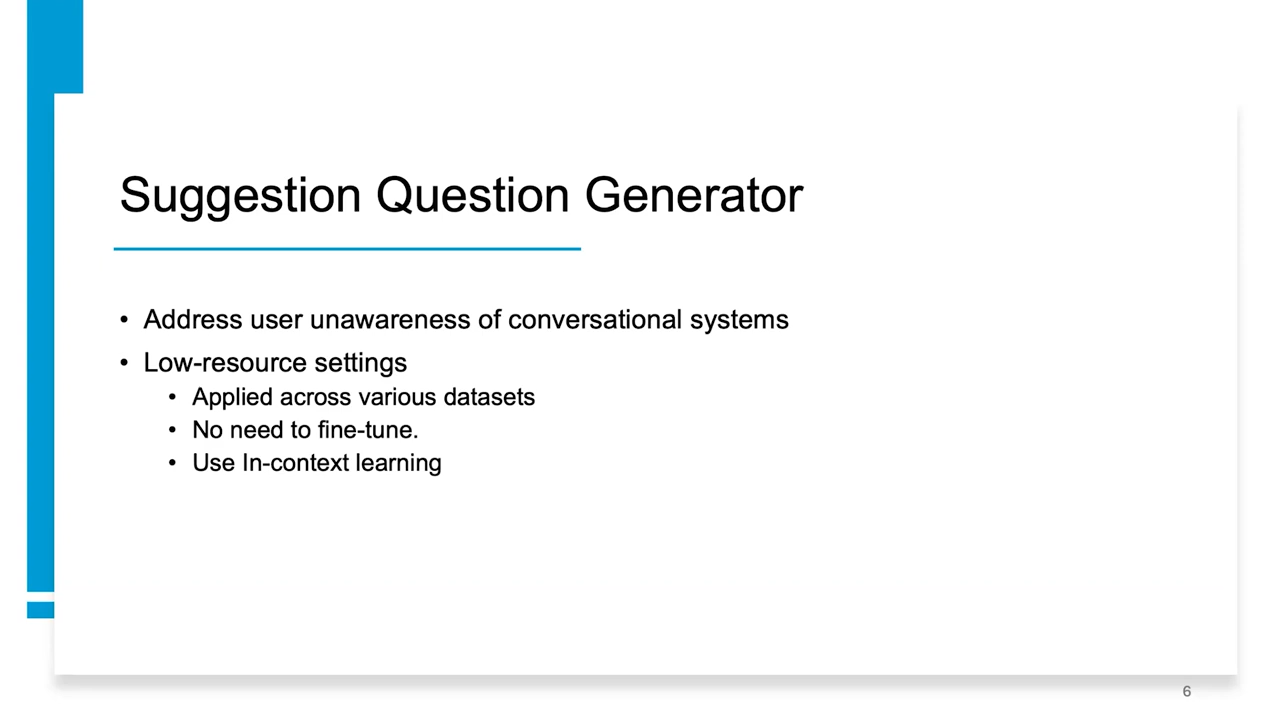 Suggestion Question Generator
• Address user unawareness of conversational systems
• Low-resource settings
• Applied across various datasets
• No need to fine-tune.
• Use In-context learning
6